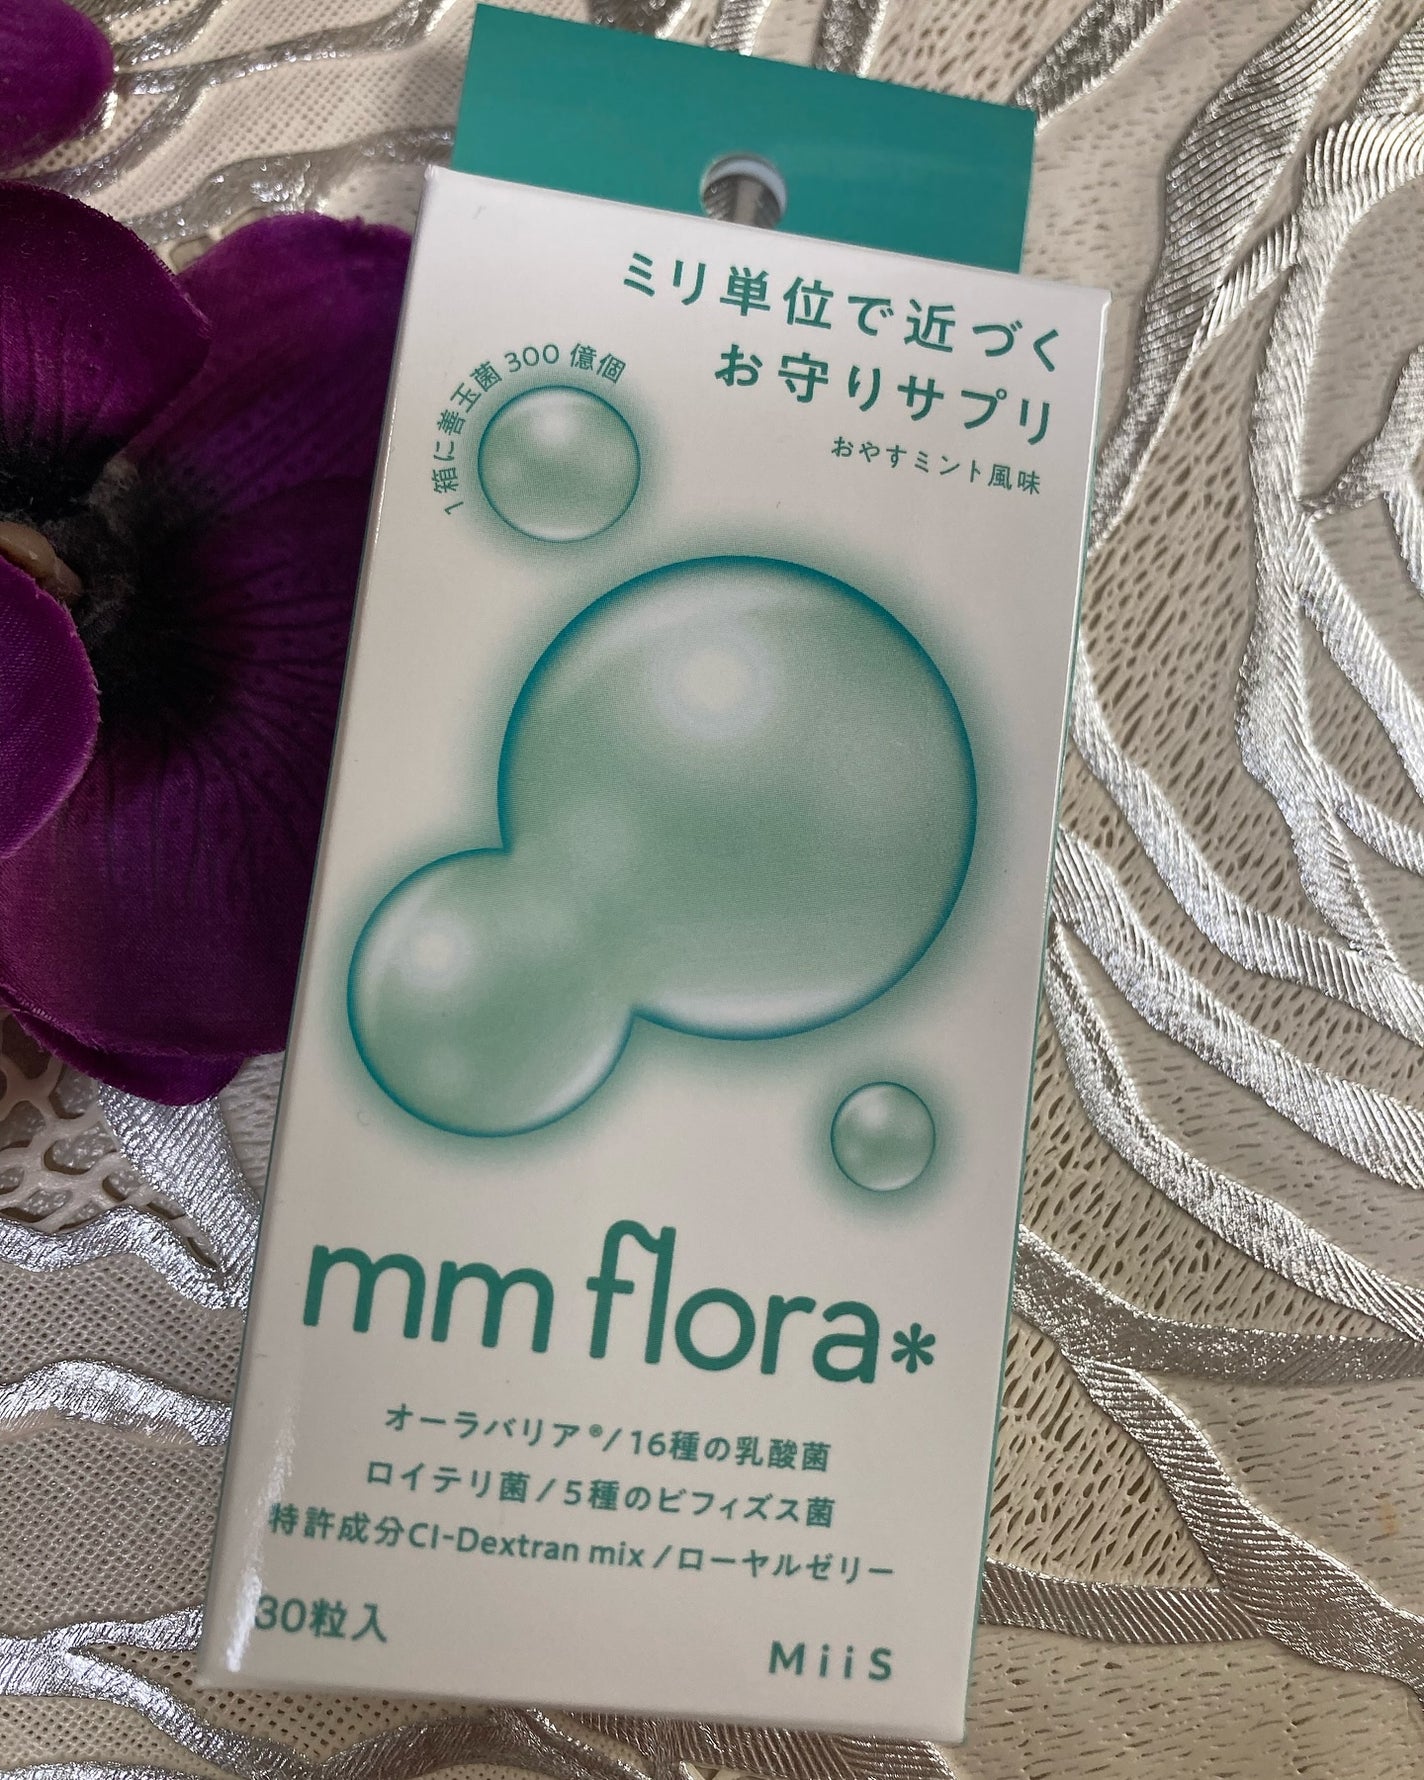 ミリ単位で近づく
お守りサプリ
おやすミント風味
1箱に善玉菌300億個
mm flora*
オーラバリア®/16種の乳酸菌
ロイテリ菌/5種のビフィズス菌
特許成分CI-Dextran mix/ローヤルゼリー
30粒入
MiiS